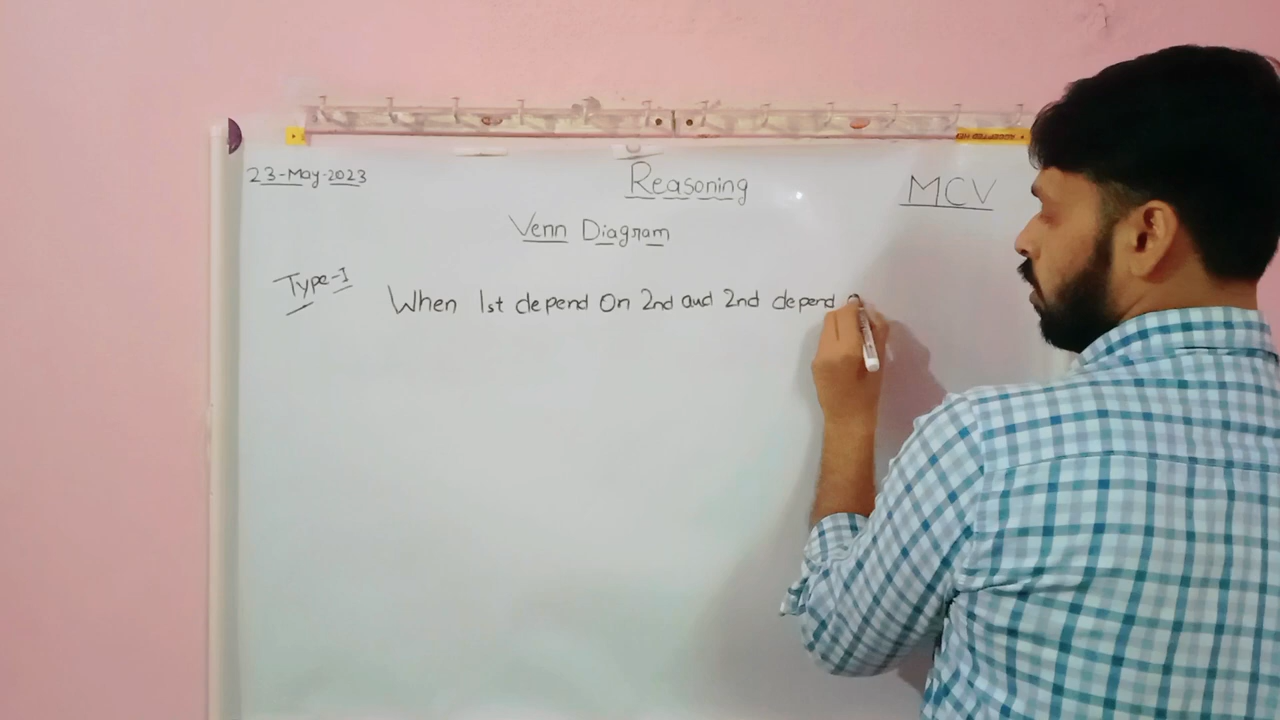 23-May-2023
Reasoning
MCV
Venn Diagram
Type-I
When 1st depend On 2nd and 2nd depend